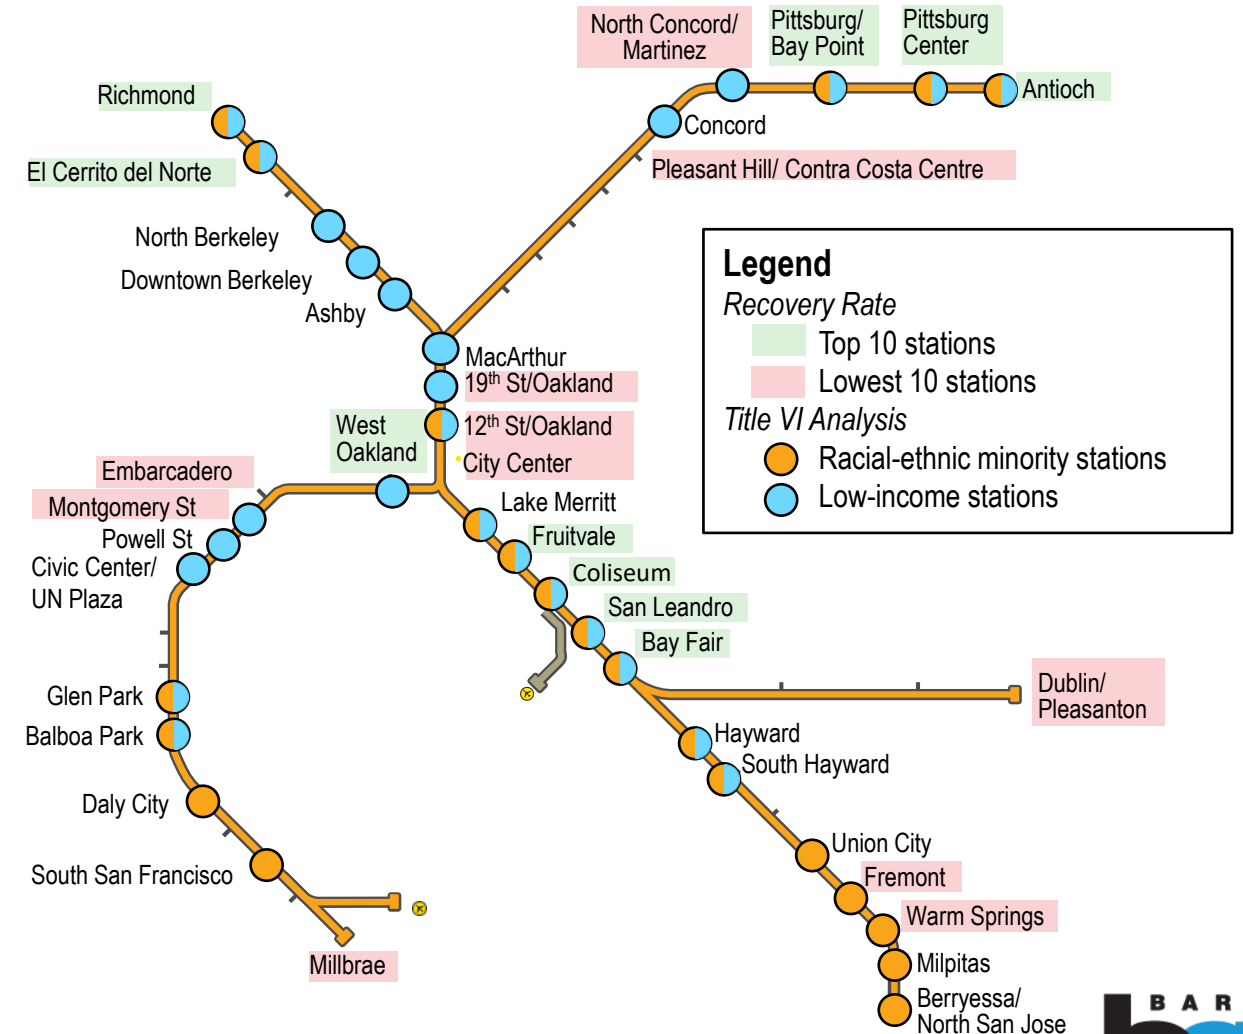 North Concord/
Martinez
Pittsburg/
Bay Point
Pittsburg
Center
Antioch
Richmond
Concord
El Cerrito del Norte
Pleasant Hill/ Contra Costa Centre
North Berkeley
Downtown Berkeley
Ashby
Legend
Recovery Rate
Top 10 stations
Lowest 10 stations
Title VI Analysis
Racial-ethnic minority stations
Low-income stations
MacArthur
19th St/Oakland
West
Oakland
12th St/Oakland
City Center
Embarcadero
Montgomery St
Powell St
Civic Center/
UN Plaza
Lake Merritt
Fruitvale
Coliseum
San Leandro
Bay Fair
Dublin/
Pleasanton
Glen Park
Balboa Park
Hayward
South Hayward
Daly City
South San Francisco
Union City
Fremont
Warm Springs
Millbrae
Milpitas
Berryessa/
North San Jose
B A R